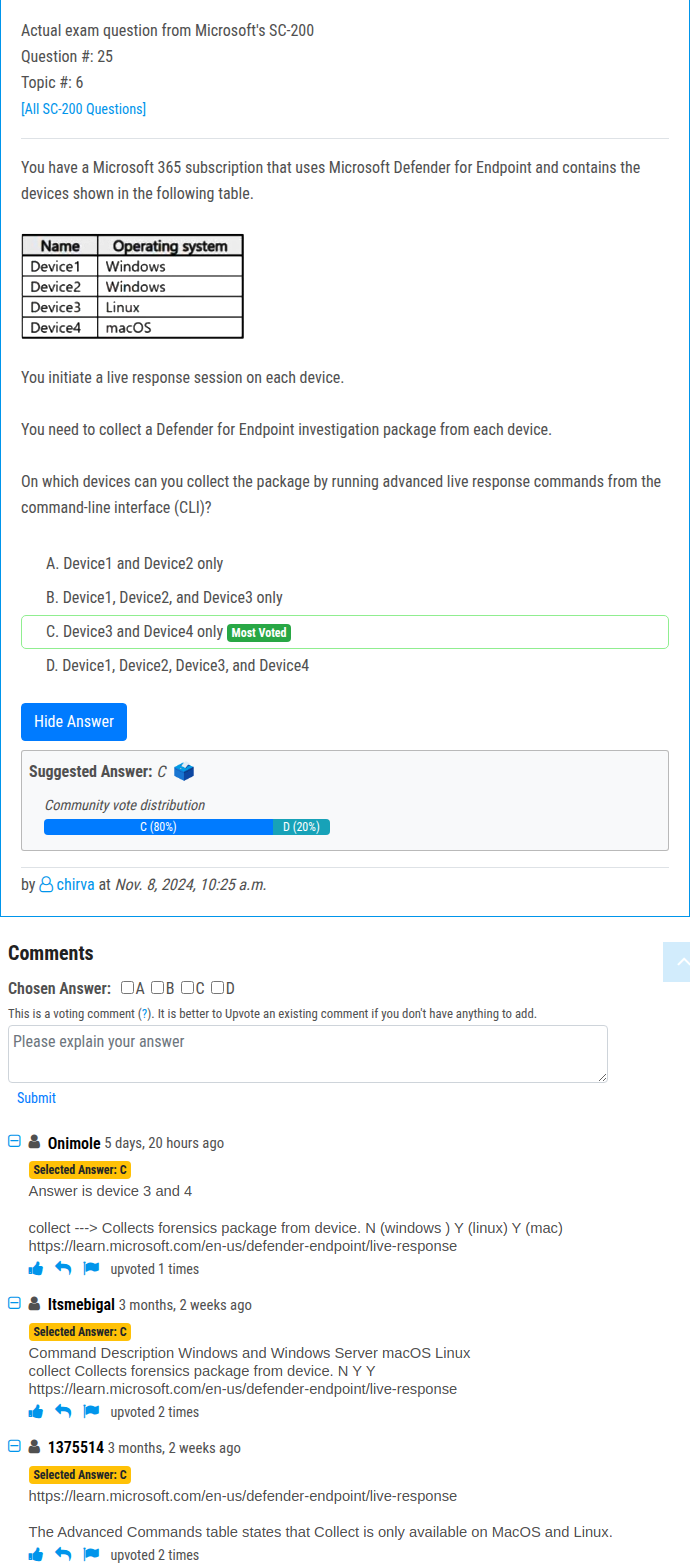 Actual exam question from Microsoft's SC-200
Question #: 25
Topic #: 6
[All SC-200 Questions]
You have a Microsoft 365 subscription that uses Microsoft Defender for Endpoint and contains the
devices shown in the following table.
Name Operating system
Device1 Windows
Device2 Windows
Device3 Linux
Device4 macOS
You initiate a live response session on each device.
You need to collect a Defender for Endpoint investigation package from each device.
On which devices can you collect the package by running advanced live response commands from the
command-line interface (CLI)?
A. Device1 and Device2 only
B. Device1, Device2, and Device3 only
C. Device3 and Device4 only Most Voted
D. Device1, Device2, Device3, and Device4
Hide Answer
Suggested Answer: C
Community vote distribution
C (80%) D (20%)
by chirva at Nov. 8, 2024, 10:25 a.m.
Comments
Chosen Answer: A B C D
This is a voting comment (?). It is better to Upvote an existing comment if you don't have anything to add.
Please explain your answer
Submit
Onimole 5 days, 20 hours ago
Selected Answer: C
Answer is device 3 and 4
collect ---> Collects forensics package from device. N (windows ) Y (linux) Y (mac)
https://learn.microsoft.com/en-us/defender-endpoint/live-response
upvoted 1 times
Itsmebigal 3 months, 2 weeks ago
Selected Answer: C
Command Description Windows and Windows Server macOS Linux
collect Collects forensics package from device. N Y Y
https://learn.microsoft.com/en-us/defender-endpoint/live-response
upvoted 2 times
1375514 3 months, 2 weeks ago
Selected Answer: C
https://learn.microsoft.com/en-us/defender-endpoint/live-response
The Advanced Commands table states that Collect is only available on MacOS and Linux.
upvoted 2 times